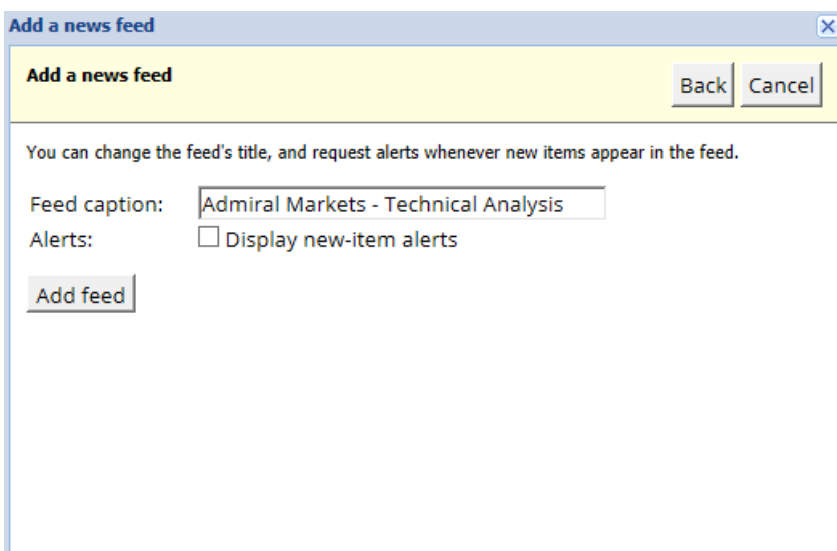 Add a news feed
Add a news feed
Back Cancel
You can change the feed's title, and request alerts whenever new items appear in the feed.
Feed caption: Admiral Markets - Technical Analysis
Alerts: Display new-item alerts
Add feed